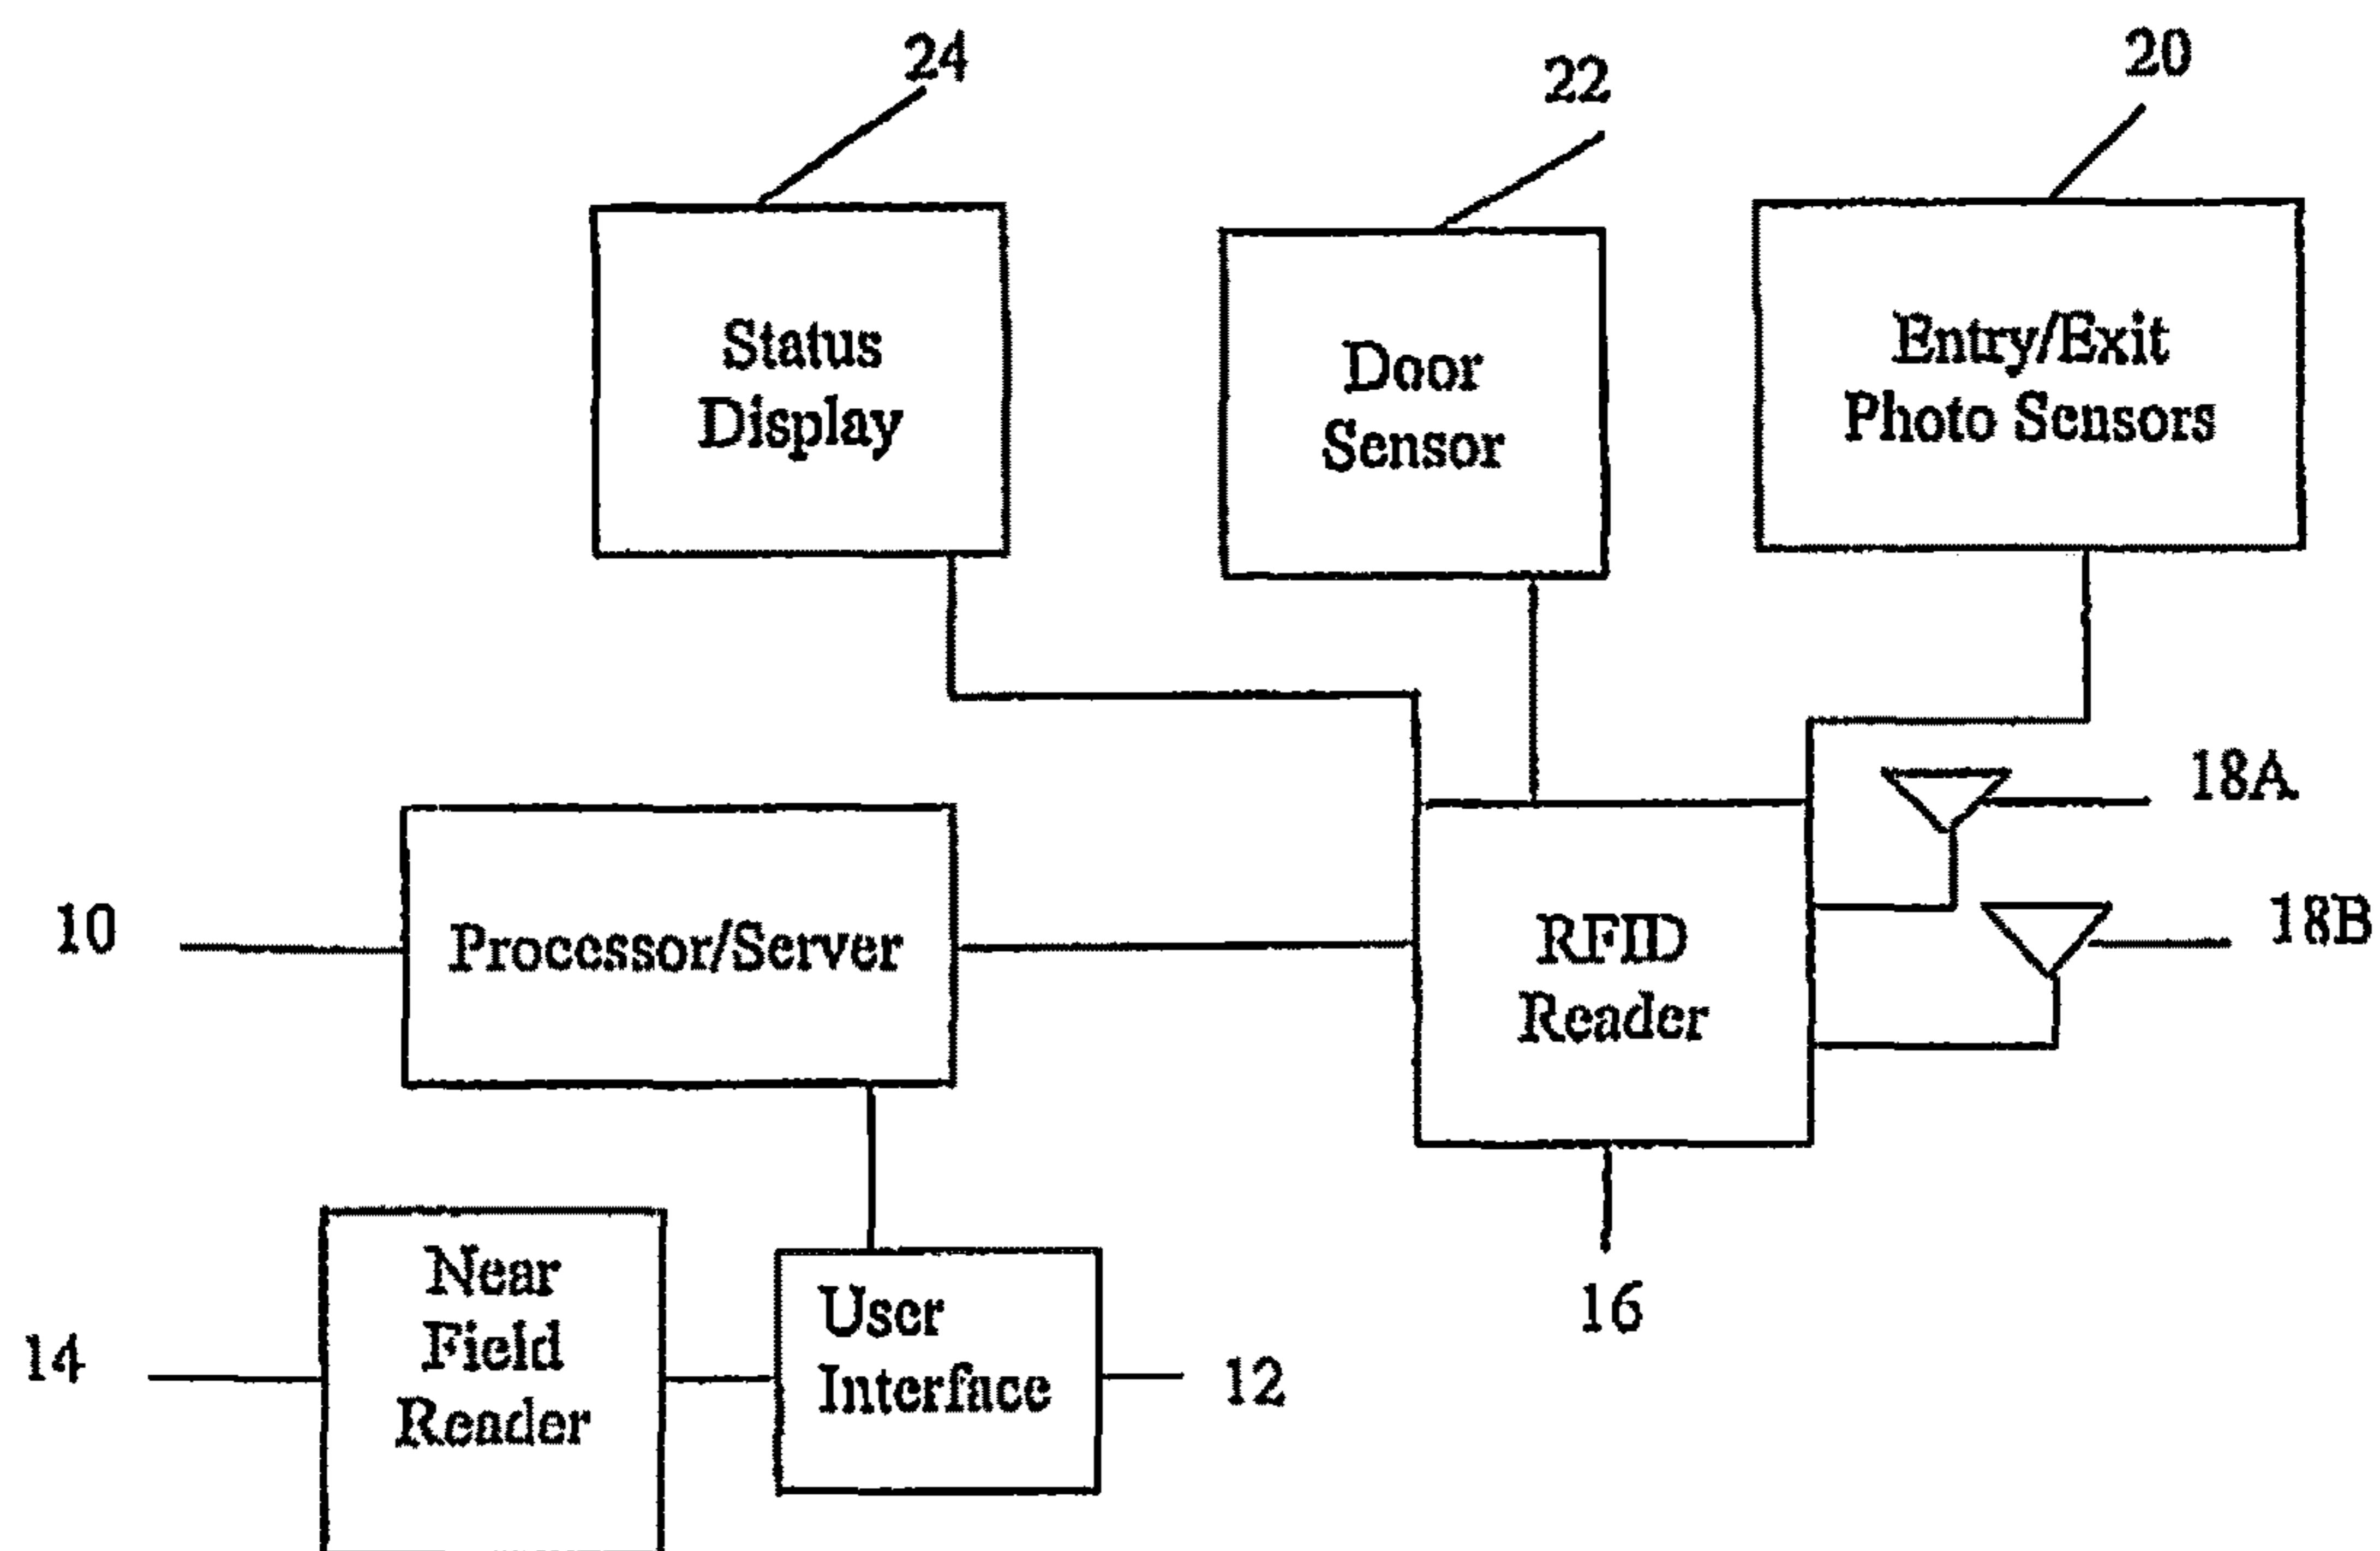 24
22
20
Status
Display
Door
Sensor
Entry/Exit
Photo Sensors
18A
10
Processor/Server
RFID
Reader
18B
16
14
Near
Field
Reader
User
Interface
12